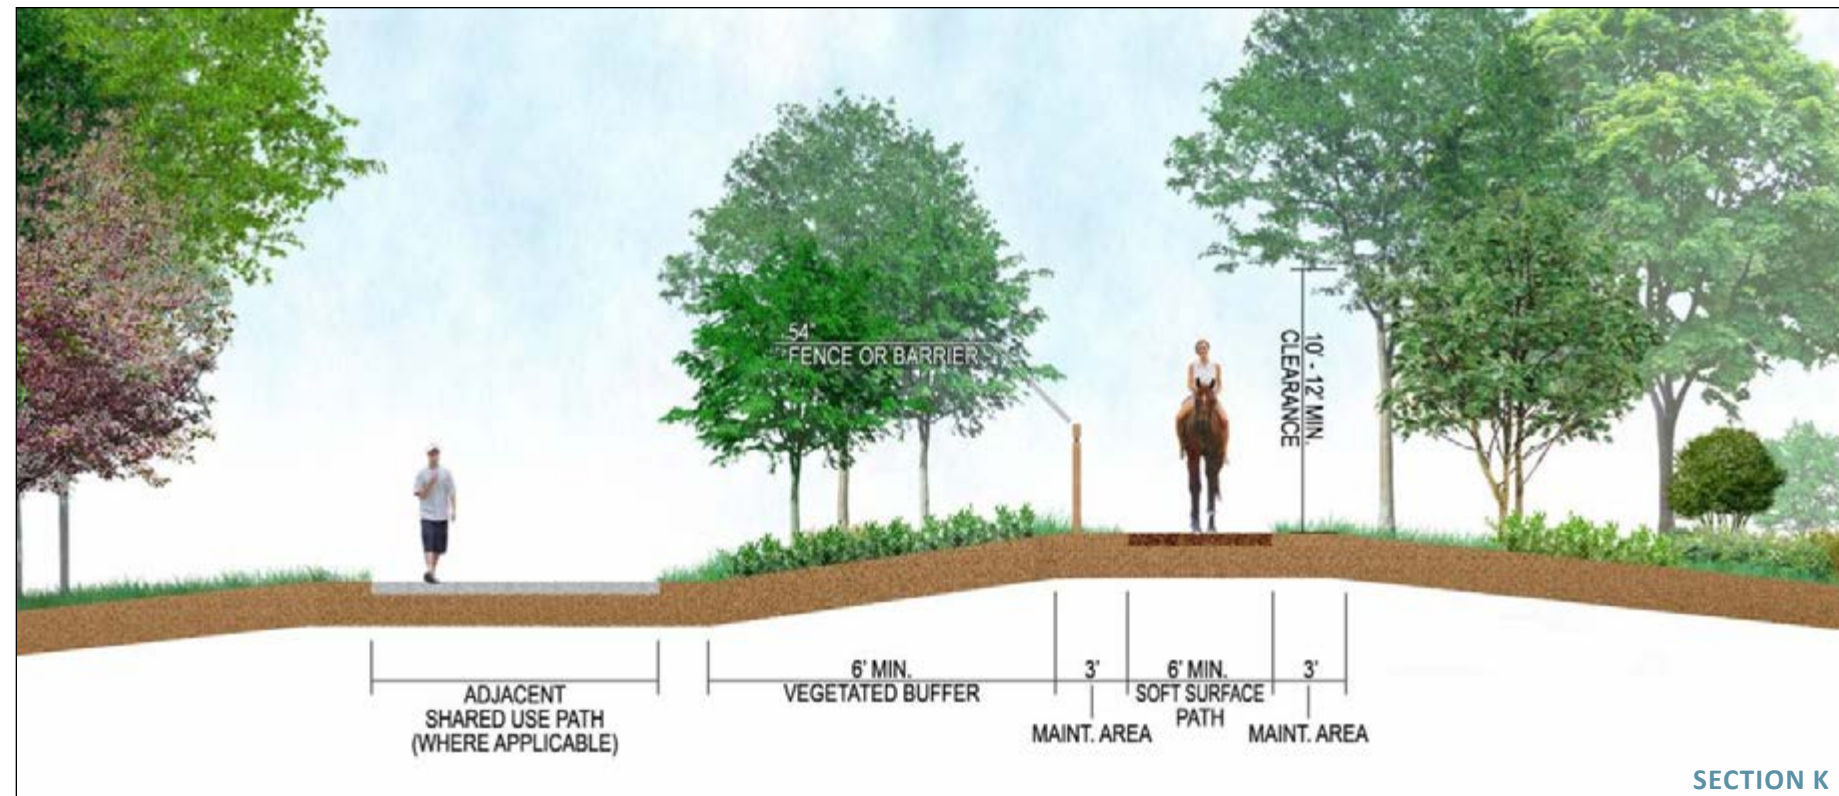 54"
FENCE OR BARRIER
10' - 12' MIN.
CLEARANCE
6' MIN.
VEGETATED BUFFER
3'
6' MIN.
SOFT SURFACE
PATH
3'
MAINT. AREA
MAINT. AREA
ADJACENT
SHARED USE PATH
(WHERE APPLICABLE)
SECTION K